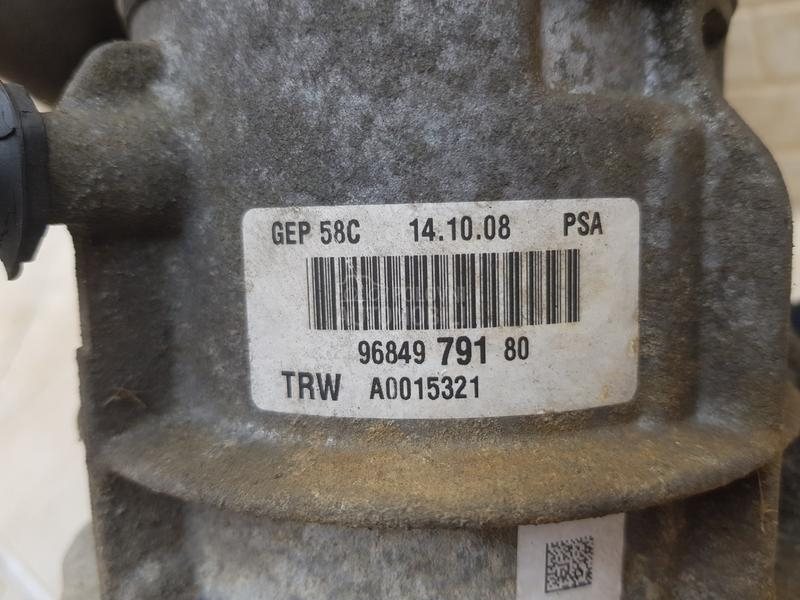 GEP 58C 14.10.08 PSA
96849 791 80
TRW A0015321